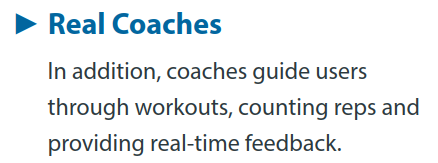 Real Coaches
In addition, coaches guide users
through workouts, counting reps and
providing real-time feedback.